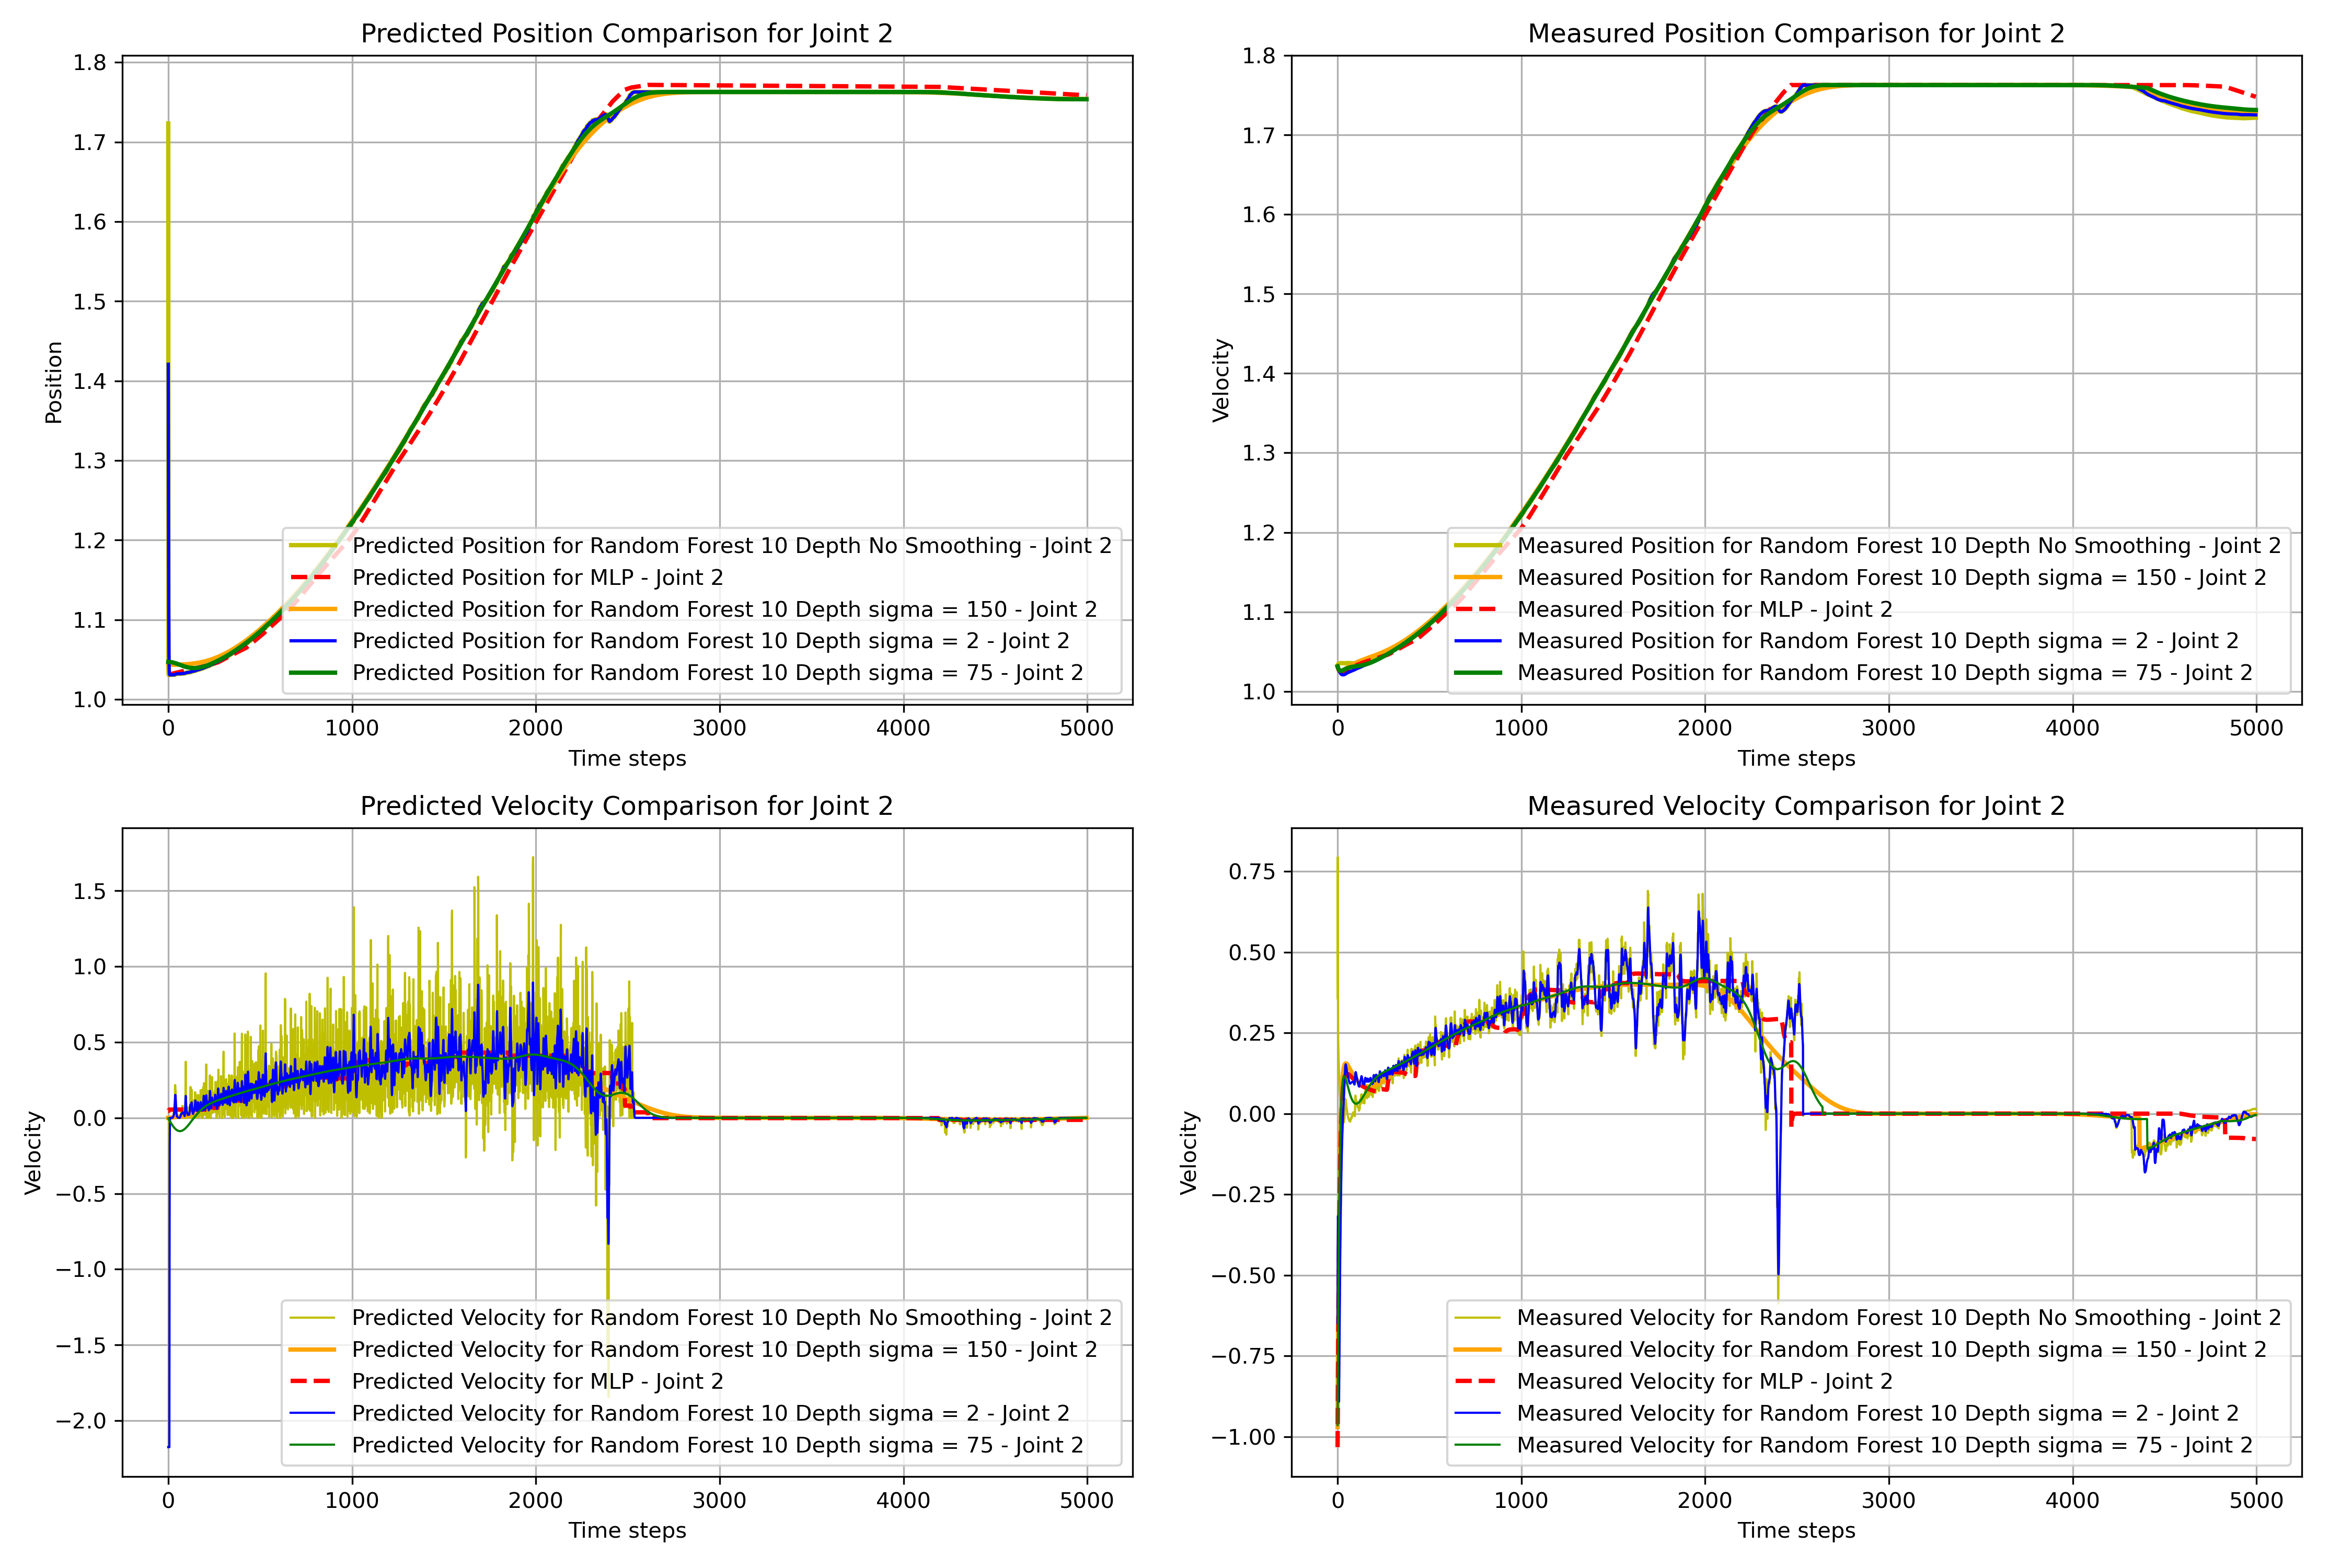 Predicted Position Comparison for Joint 2
1.8
1.7
1.6
1.5
1.4
1.3
1.2
1.1
1.0
Position
Predicted Position for Random Forest 10 Depth No Smoothing - Joint 2
Predicted Position for MLP - Joint 2
Predicted Position for Random Forest 10 Depth sigma = 150 - Joint 2
Predicted Position for Random Forest 10 Depth sigma = 2 - Joint 2
Predicted Position for Random Forest 10 Depth sigma = 75 - Joint 2
0 1000 2000 3000 4000 5000
Time steps
Measured Position Comparison for Joint 2
1.8
1.7
1.6
1.5
1.4
1.3
1.2
1.1
1.0
Velocity
Measured Position for Random Forest 10 Depth No Smoothing - Joint 2
Measured Position for Random Forest 10 Depth sigma = 150 - Joint 2
Measured Position for MLP - Joint 2
Measured Position for Random Forest 10 Depth sigma = 2 - Joint 2
Measured Position for Random Forest 10 Depth sigma = 75 - Joint 2
0 1000 2000 3000 4000 5000
Time steps
Predicted Velocity Comparison for Joint 2
1.5
1.0
0.5
0.0
−0.5
−1.0
−1.5
−2.0
Velocity
Predicted Velocity for Random Forest 10 Depth No Smoothing - Joint 2
Predicted Velocity for Random Forest 10 Depth sigma = 150 - Joint 2
Predicted Velocity for MLP - Joint 2
Predicted Velocity for Random Forest 10 Depth sigma = 2 - Joint 2
Predicted Velocity for Random Forest 10 Depth sigma = 75 - Joint 2
0 1000 2000 3000 4000 5000
Time steps
Measured Velocity Comparison for Joint 2
0.75
0.50
0.25
0.00
−0.25
−0.50
−0.75
−1.00
Velocity
Measured Velocity for Random Forest 10 Depth No Smoothing - Joint 2
Measured Velocity for Random Forest 10 Depth sigma = 150 - Joint 2
Measured Velocity for MLP - Joint 2
Measured Velocity for Random Forest 10 Depth sigma = 2 - Joint 2
Measured Velocity for Random Forest 10 Depth sigma = 75 - Joint 2
0 1000 2000 3000 4000 5000
Time steps